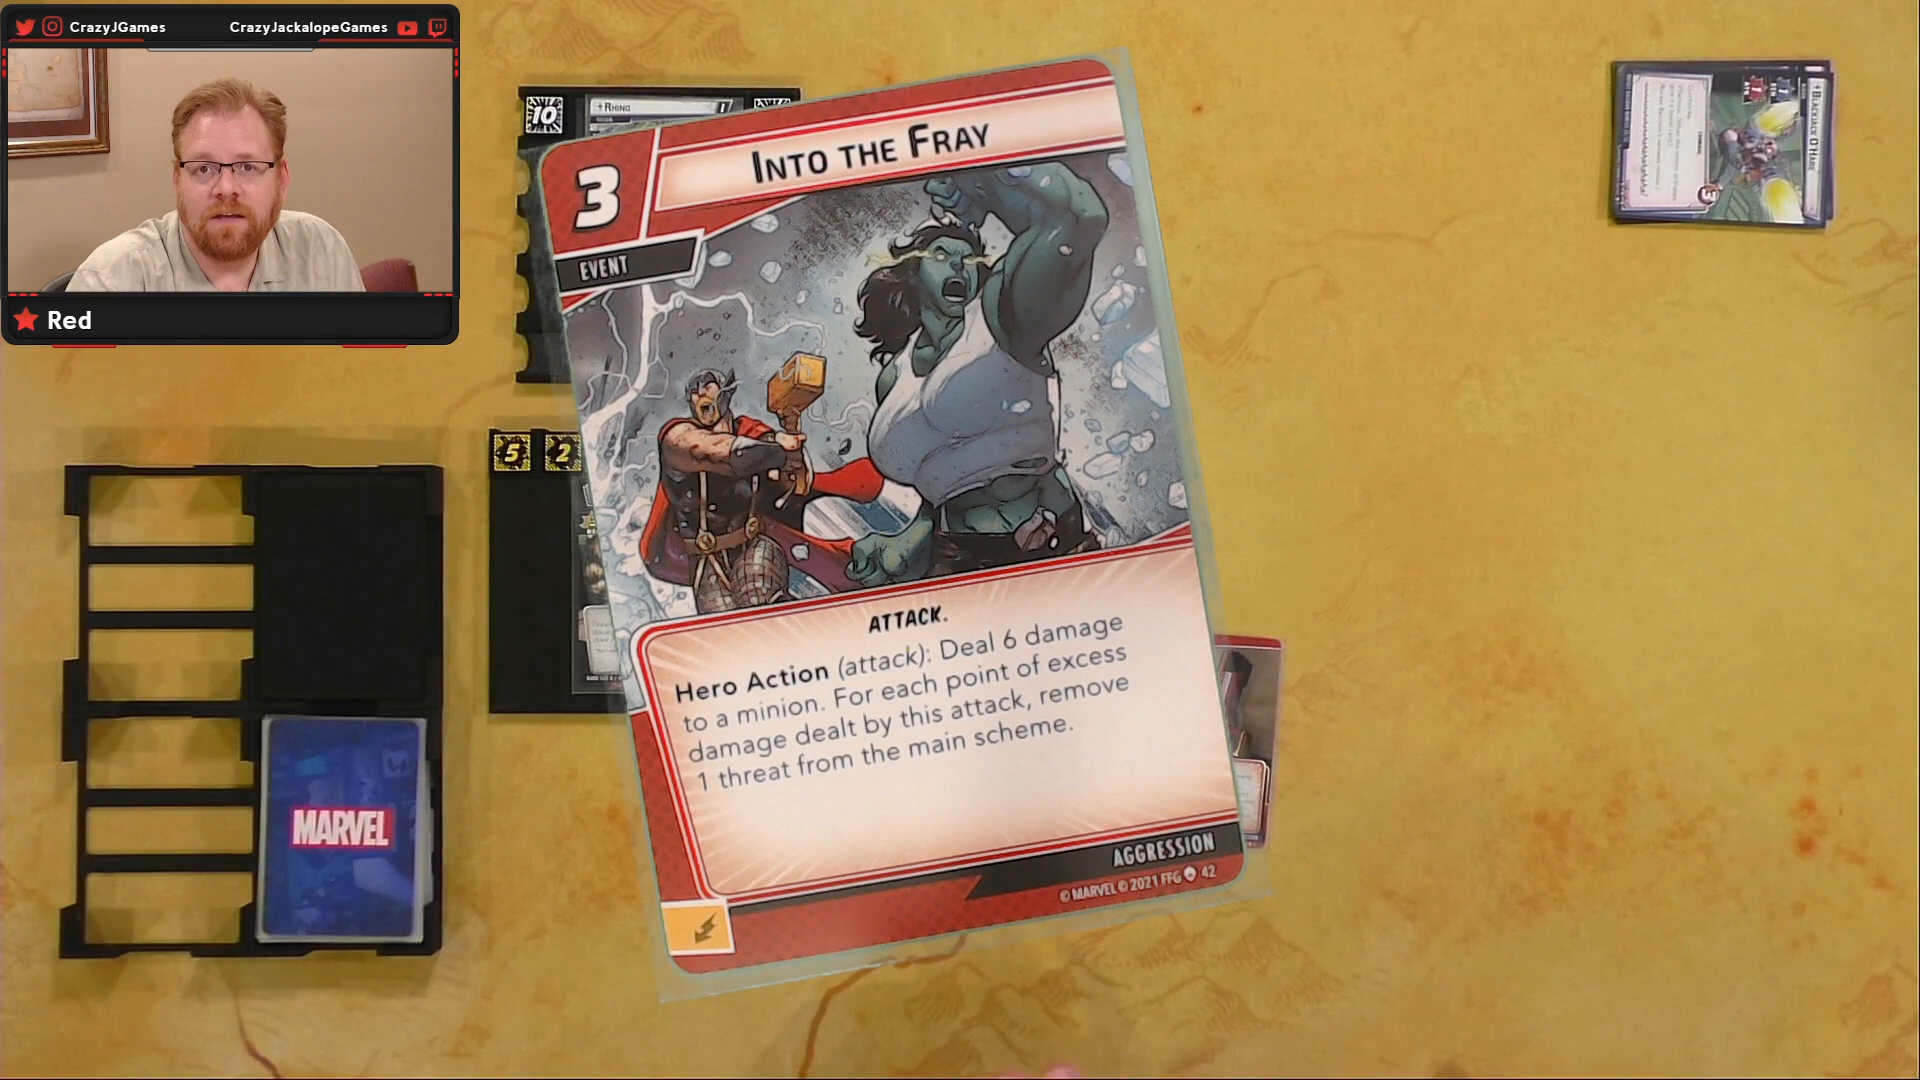 CrazyJGames
CrazyJackalopeGames
Red
10
RHINO
I
5
2
3
INTO THE FRAY
EVENT
ATTACK.
Hero Action (attack): Deal 6 damage
to a minion. For each point of excess
damage dealt by this attack, remove
1 threat from the main scheme.
AGGRESSION
© MARVEL © 2021 FFG 42
MARVEL
BLACKJACK O'HARE
3